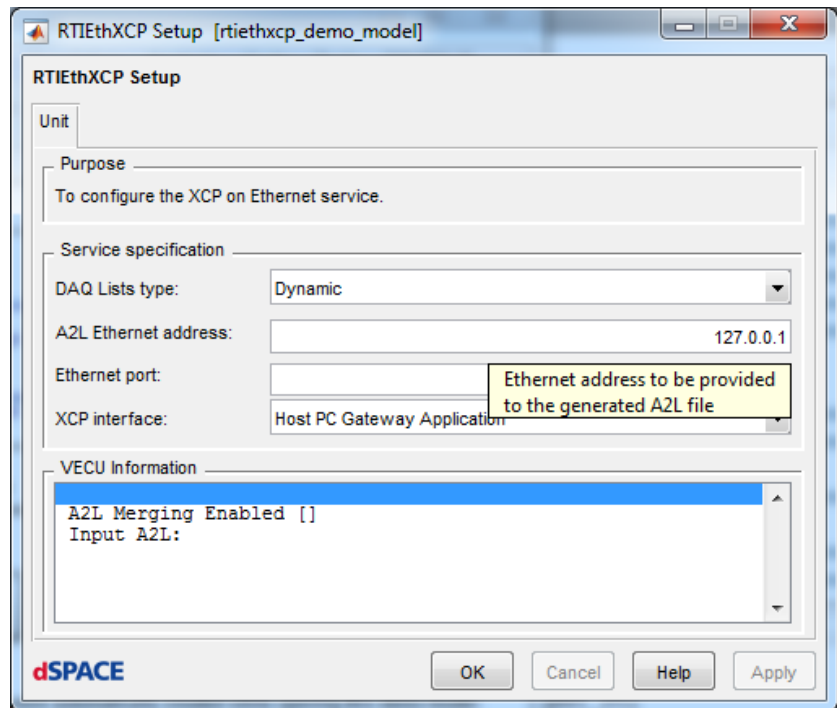 RTIEthXCP Setup [rtiethxcp_demo_model]
RTIEthXCP Setup
Unit
Purpose
To configure the XCP on Ethernet service.
Service specification
DAQ Lists type:
Dynamic
A2L Ethernet address:
127.0.0.1
Ethernet port:
Ethernet address to be provided
to the generated A2L file
XCP interface:
Host PC Gateway Application
VECU Information
A2L Merging Enabled []
Input A2L:
dSPACE
OK
Cancel
Help
Apply